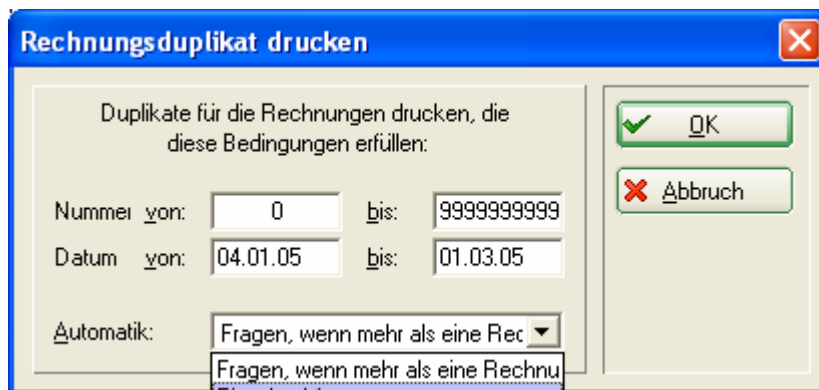 Rechnungsduplikat drucken
Duplikate für die Rechnungen drucken, die
diese Bedingungen erfüllen:
Nummer von: 0 bis: 9999999999
Datum von: 04.01.05 bis: 01.03.05
Automatik: Fragen, wenn mehr als eine Rec
Fragen, wenn mehr als eine Rechnu
OK
Abbruch